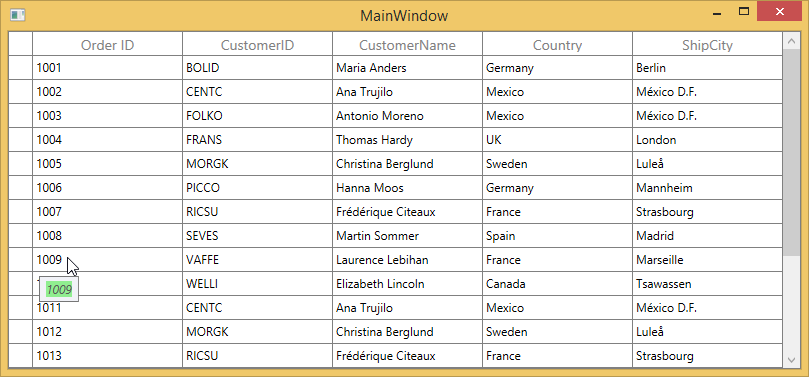 MainWindow
Order ID CustomerID CustomerName Country ShipCity
1001 BOLID Maria Anders Germany Berlin
1002 CENTC Ana Trujilo Mexico México D.F.
1003 FOLKO Antonio Moreno Mexico México D.F.
1004 FRANS Thomas Hardy UK London
1005 MORGK Christina Berglund Sweden Luleå
1006 PICCO Hanna Moos Germany Mannheim
1007 RICSU Frédérique Citeaux France Strasbourg
1008 SEVES Martin Sommer Spain Madrid
1009 VAFFE Laurence Lebihan France Marseille
WELLI Elizabeth Lincoln Canada Tsawassen
1009
1011 CENTC Ana Trujilo Mexico México D.F.
1012 MORGK Christina Berglund Sweden Luleå
1013 RICSU Frédérique Citeaux France Strasbourg